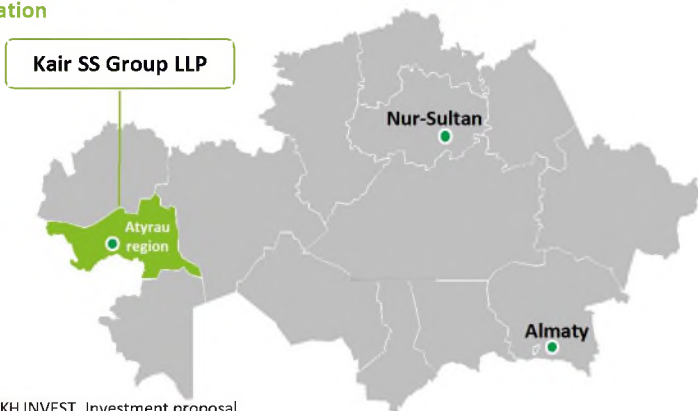 ation
Kair SS Group LLP
Nur-Sultan
Atyrau
region
Almaty
KH INVEST. Investment proposal